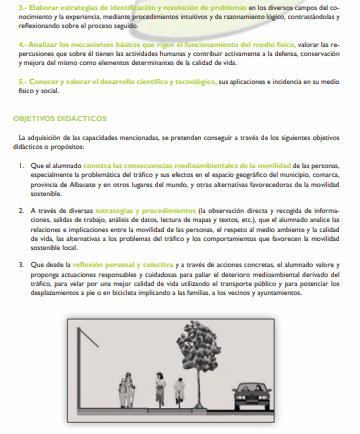 3.- Elaborar estrategias de identificación y resolución de problemas en los diversos campos del co-
nocimiento y la experiencia, mediante procedimientos intuitivos y de razonamiento lógico, contrastándolas y
reflexionando sobre el proceso seguido.
4.- Analizar los mecanismos básicos que rigen el funcionamiento del medio físico, valorar las re-
percusiones que sobre él tienen las actividades humanas y contribuir activamente a la defensa, conservación
y mejora del mismo como elementos determinantes de la calidad de vida.
5.- Conocer y valorar el desarrollo científico y tecnológico, sus aplicaciones e incidencia en su medio
físico y social.
OBJETIVOS DIDÁCTICOS
La adquisición de las capacidades mencionadas, se pretenden conseguir a través de los siguientes objetivos
didácticos o propósitos:
1. Que el alumnado conozca las consecuencias medioambientales de la movilidad de las personas,
especialmente la problemática del tráfico y sus efectos en el espacio geográfico del municipio, comarca,
provincia de Albacete y en otros lugares del mundo, y otras alternativas favorecedoras de la movilidad
sostenible.
2. A través de diversas estrategias y procedimientos (la observación directa y recogida de informa-
ciones, salidas de trabajo, análisis de datos, lectura de mapas y textos, etc.), que el alumnado analice las
relaciones e implicaciones entre la movilidad de las personas, el respeto al medio ambiente y la calidad
de vida, las alternativas a los problemas del tráfico y los comportamientos que favorecen la movilidad
sostenible local.
3. Que desde la reflexión personal y colectiva y a través de acciones concretas, el alumnado valore y
proponga actuaciones responsables y cuidadosas para paliar el deterioro medioambiental derivado del
tráfico, para velar por una mejor calidad de vida utilizando el transporte público y para potenciar los
desplazamientos a pie o en bicicleta implicando a las familias, a los vecinos y ayuntamientos.